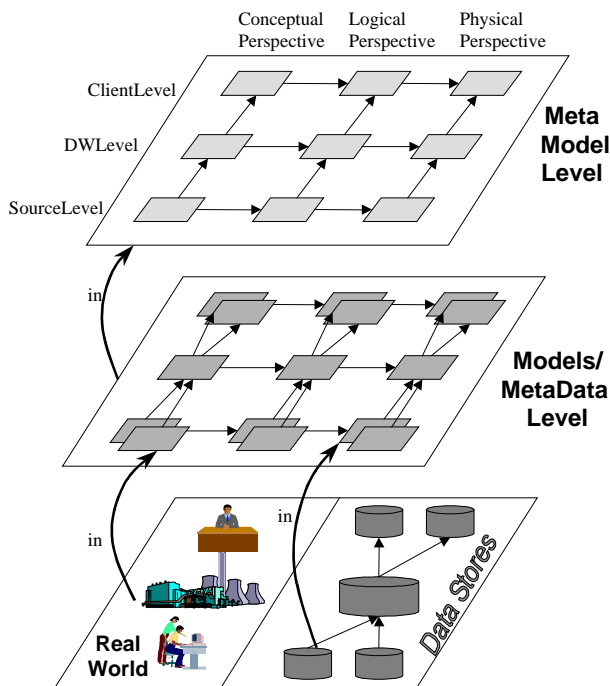 Conceptual Logical Physical
Perspective Perspective Perspective
ClientLevel
Meta
DWLevel
Model
Level
SourceLevel
in
Models/
MetaData
Level
in
in
Data Stores
Real
World